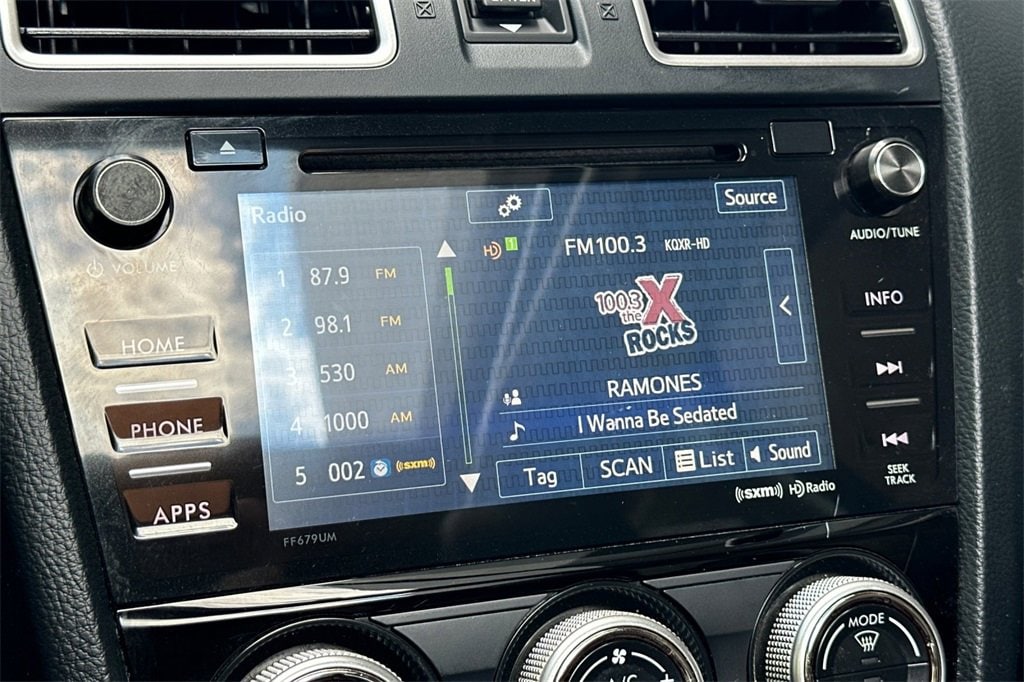 Radio
Source
HD 1
FM100.3 KQXR-HD
100.3
the X
ROCKS
1 87.9 FM
2 98.1 FM
3 530 AM
4 1000 AM
5 002 ((sxm))
RAMONES
I Wanna Be Sedated
Tag
SCAN
List
Sound
((sxm)) HD Radio
FF679UM
VOLUME
HOME
PHONE
APPS
AUDIO/TUNE
INFO
SEEK
TRACK
MODE
A/C